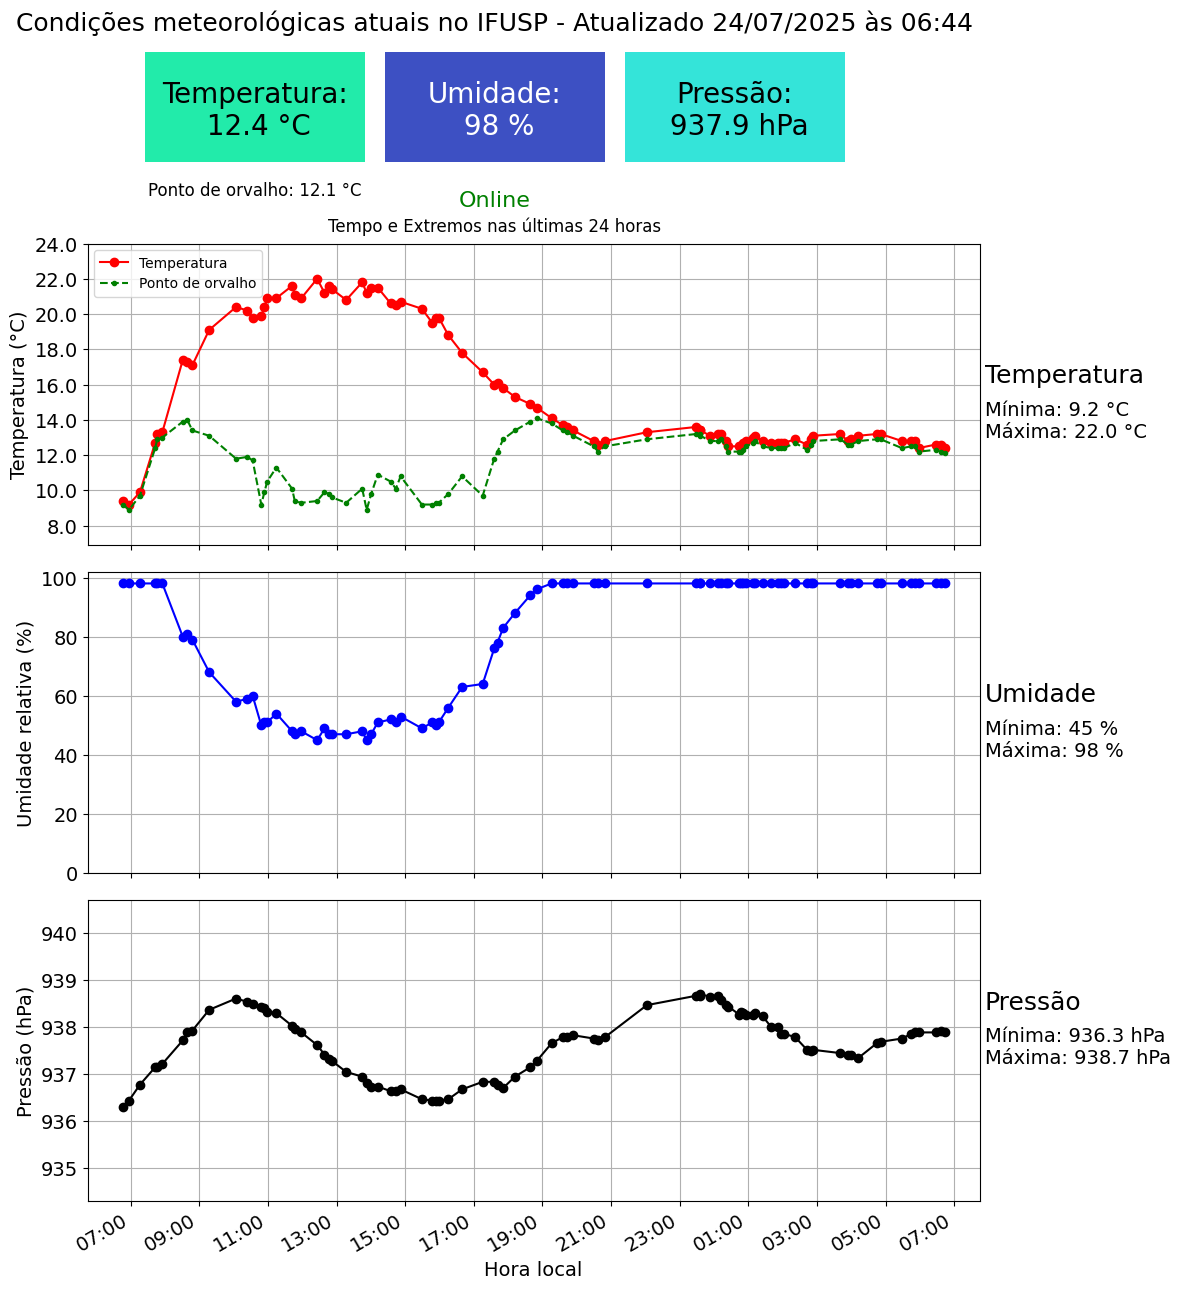 Condições meteorológicas atuais no IFUSP - Atualizado 24/07/2025 às 06:44
Temperatura:
12.4 °C
Umidade:
98 %
Pressão:
937.9 hPa
Ponto de orvalho: 12.1 °C
Online
Tempo e Extremos nas últimas 24 horas
Temperatura (°C)
24.0
22.0
20.0
18.0
16.0
14.0
12.0
10.0
8.0
Temperatura
Ponto de orvalho
Temperatura
Mínima: 9.2 °C
Máxima: 22.0 °C
Umidade relativa (%)
100
80
60
40
20
0
Umidade
Mínima: 45 %
Máxima: 98 %
Pressão (hPa)
940
939
938
937
936
935
Pressão
Mínima: 936.3 hPa
Máxima: 938.7 hPa
07:00
09:00
11:00
13:00
15:00
17:00
19:00
21:00
23:00
01:00
03:00
05:00
07:00
Hora local